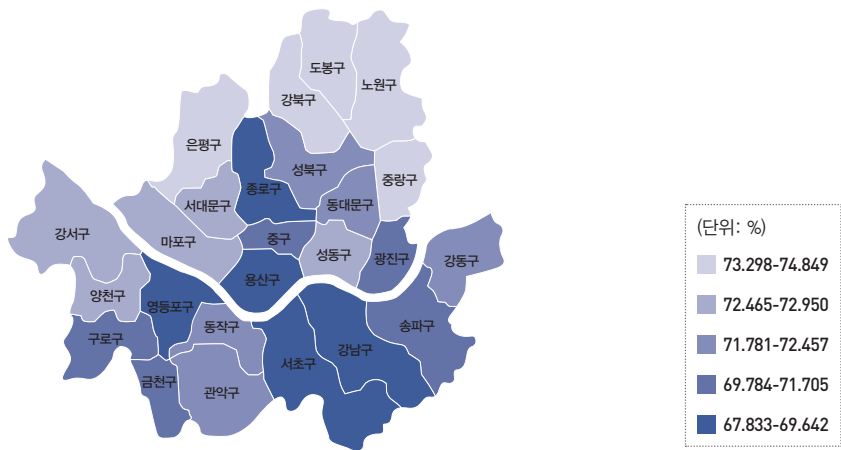 도봉구
노원구
강북구
은평구
성북구
중랑구
종로구
서대문구
동대문구
강서구
마포구
중구
성동구
광진구
강동구
용산구
양천구
영등포구
동작구
송파구
구로구
강남구
서초구
금천구
관악구
(단위: %)
73.298-74.849
72.465-72.950
71.781-72.457
69.784-71.705
67.833-69.642